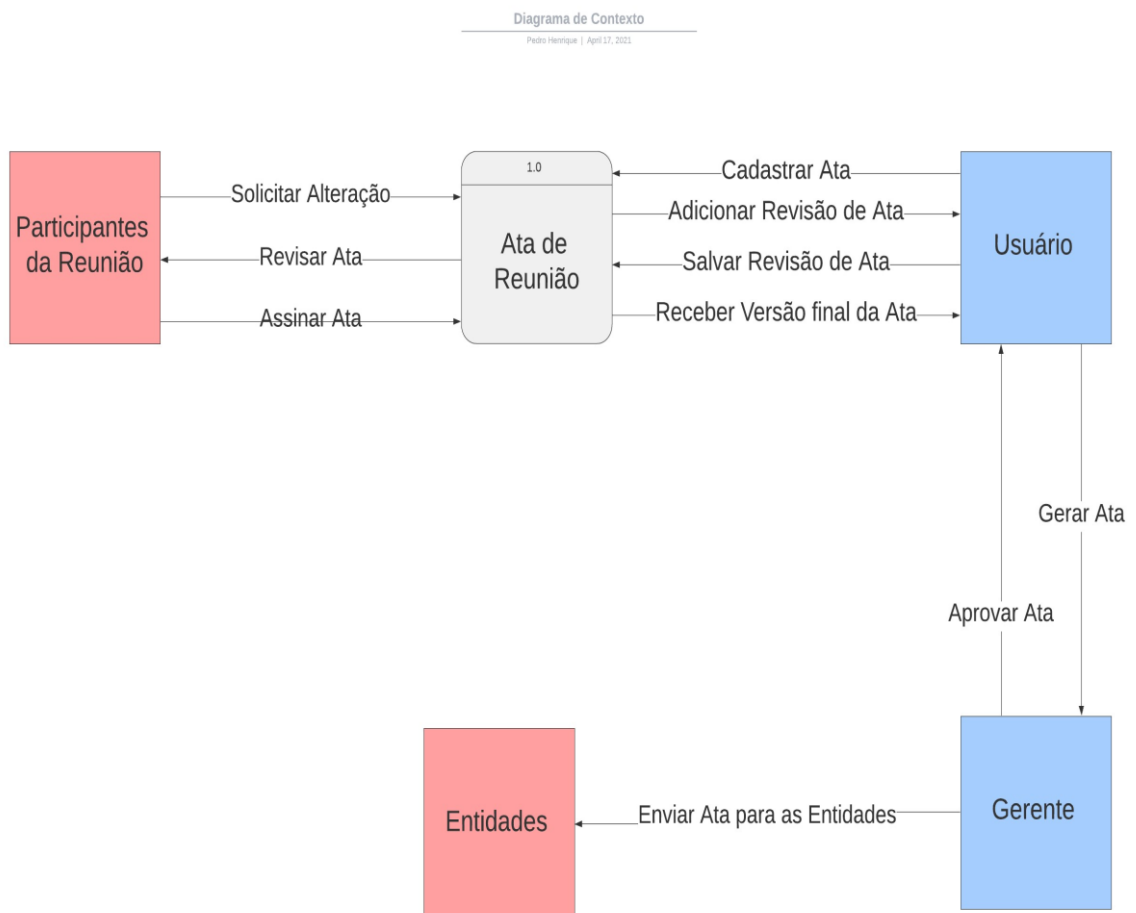 Diagrama de Contexto
Pedro Henrique | April 17, 2021
Participantes
da Reunião
Solicitar Alteração
Revisar Ata
Assinar Ata
1.0
Ata de
Reunião
Cadastrar Ata
Adicionar Revisão de Ata
Salvar Revisão de Ata
Receber Versão final da Ata
Usuário
Gerar Ata
Aprovar Ata
Entidades
Enviar Ata para as Entidades
Gerente